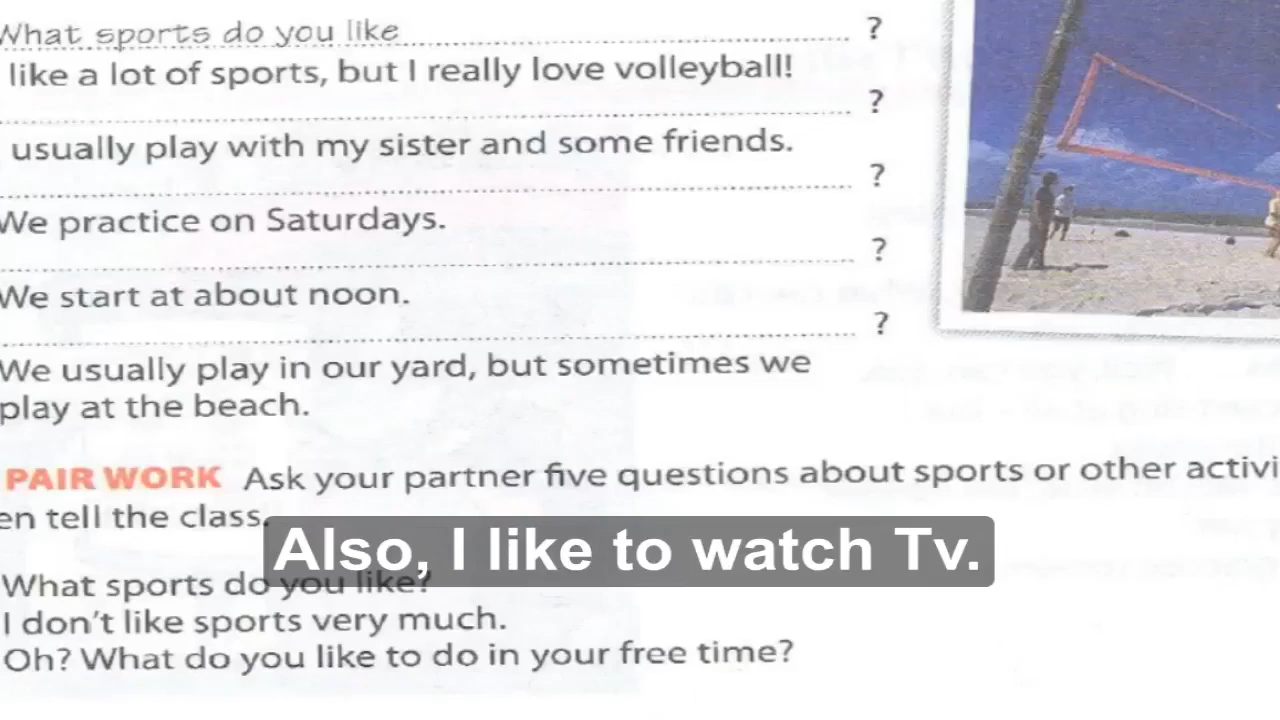 What sports do you like ?
like a lot of sports, but I really love volleyball!
?
usually play with my sister and some friends.
?
We practice on Saturdays.
?
We start at about noon.
?
We usually play in our yard, but sometimes we
play at the beach.
PAIR WORK Ask your partner five questions about sports or other activi
en tell the class.
Also, I like to watch Tv.
What sports do you like?
I don't like sports very much.
Oh? What do you like to do in your free time?